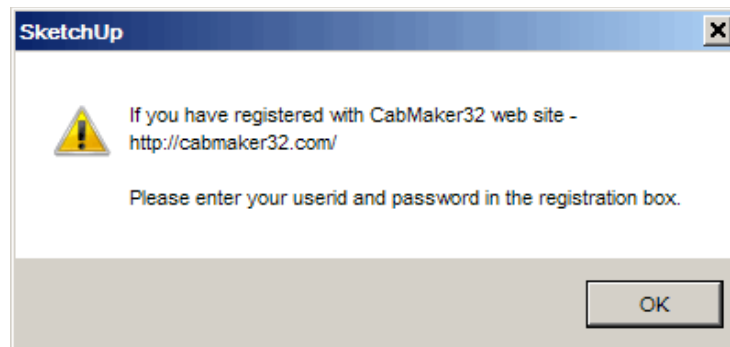 SketchUp
If you have registered with CabMaker32 web site -
http://cabmaker32.com/
Please enter your userid and password in the registration box.
OK